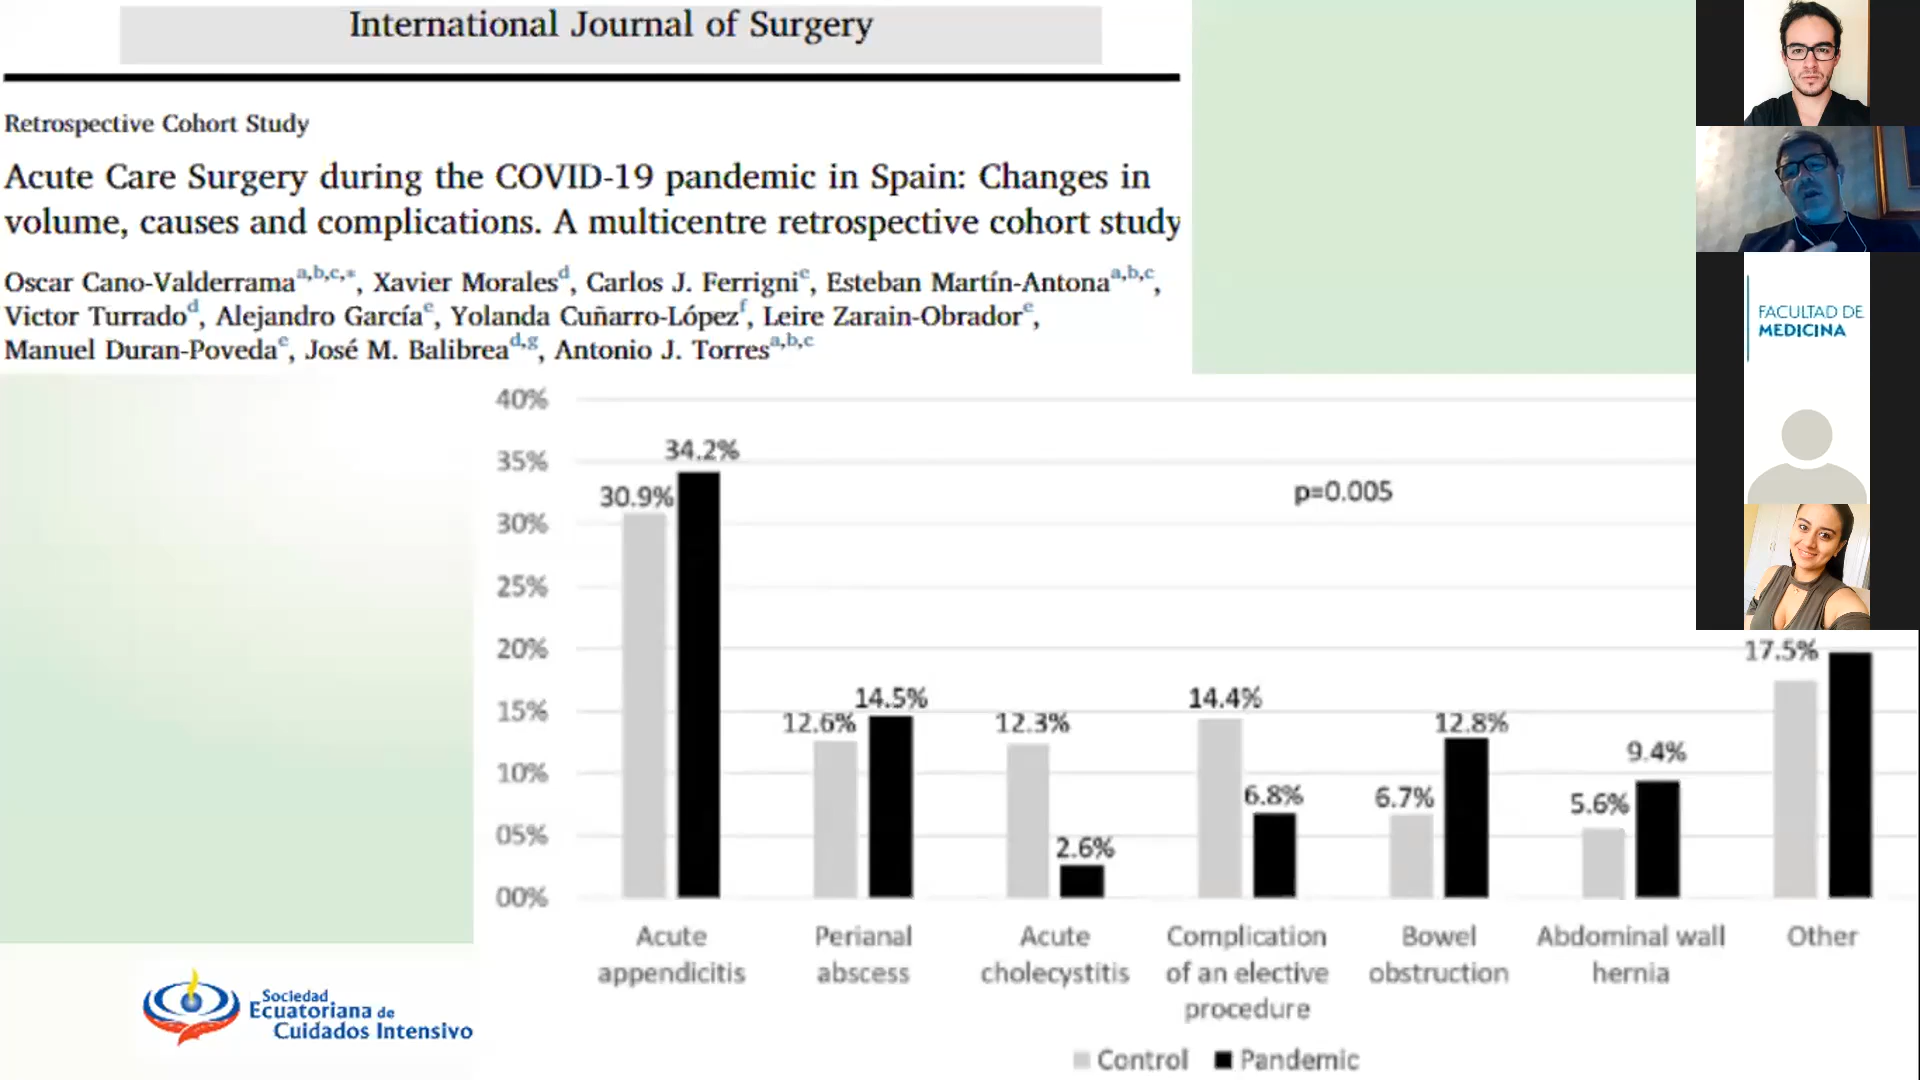 International Journal of Surgery
Retrospective Cohort Study
Acute Care Surgery during the COVID-19 pandemic in Spain: Changes in
volume, causes and complications. A multicentre retrospective cohort study
Oscar Cano-Valderrama a,b,c,*, Xavier Morales d, Carlos J. Ferrigni e, Esteban Martín-Antona a,b,c,
Victor Turrado d, Alejandro García e, Yolanda Cuñarro-López f, Leire Zarain-Obrador e,
Manuel Duran-Poveda e, José M. Balibrea d,g, Antonio J. Torres a,b,c
FACULTAD DE
MEDICINA
40%
35%
30%
25%
20%
15%
10%
05%
00%
p=0.005
30.9%
34.2%
12.6%
14.5%
12.3%
2.6%
14.4%
6.8%
6.7%
12.8%
5.6%
9.4%
17.5%
Acute
appendicitis
Perianal
abscess
Acute
cholecystitis
Complication
of an elective
procedure
Bowel
obstruction
Abdominal wall
hernia
Other
Control
Pandemic
Sociedad
Ecuatoriana de
Cuidados Intensivo